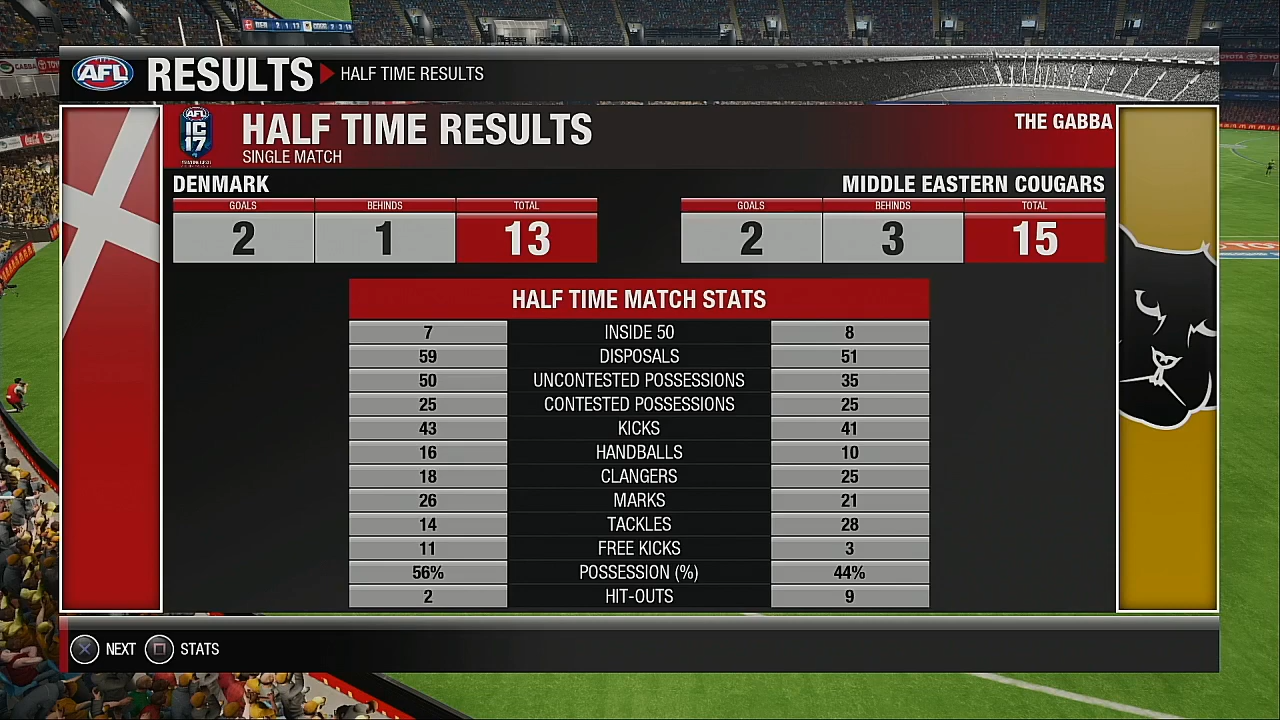 AFL RESULTS HALF TIME RESULTS
AFL
IC
17
HALF TIME RESULTS
THE GABBA
SINGLE MATCH
DENMARK
MIDDLE EASTERN COUGARS
GOALS BEHINDS TOTAL
GOALS BEHINDS TOTAL
2 1 13
2 3 15
HALF TIME MATCH STATS
7 INSIDE 50 8
59 DISPOSALS 51
50 UNCONTESTED POSSESSIONS 35
25 CONTESTED POSSESSIONS 25
43 KICKS 41
16 HANDBALLS 10
18 CLANGERS 25
26 MARKS 21
14 TACKLES 28
11 FREE KICKS 3
56% POSSESSION (%) 44%
2 HIT-OUTS 9
NEXT STATS